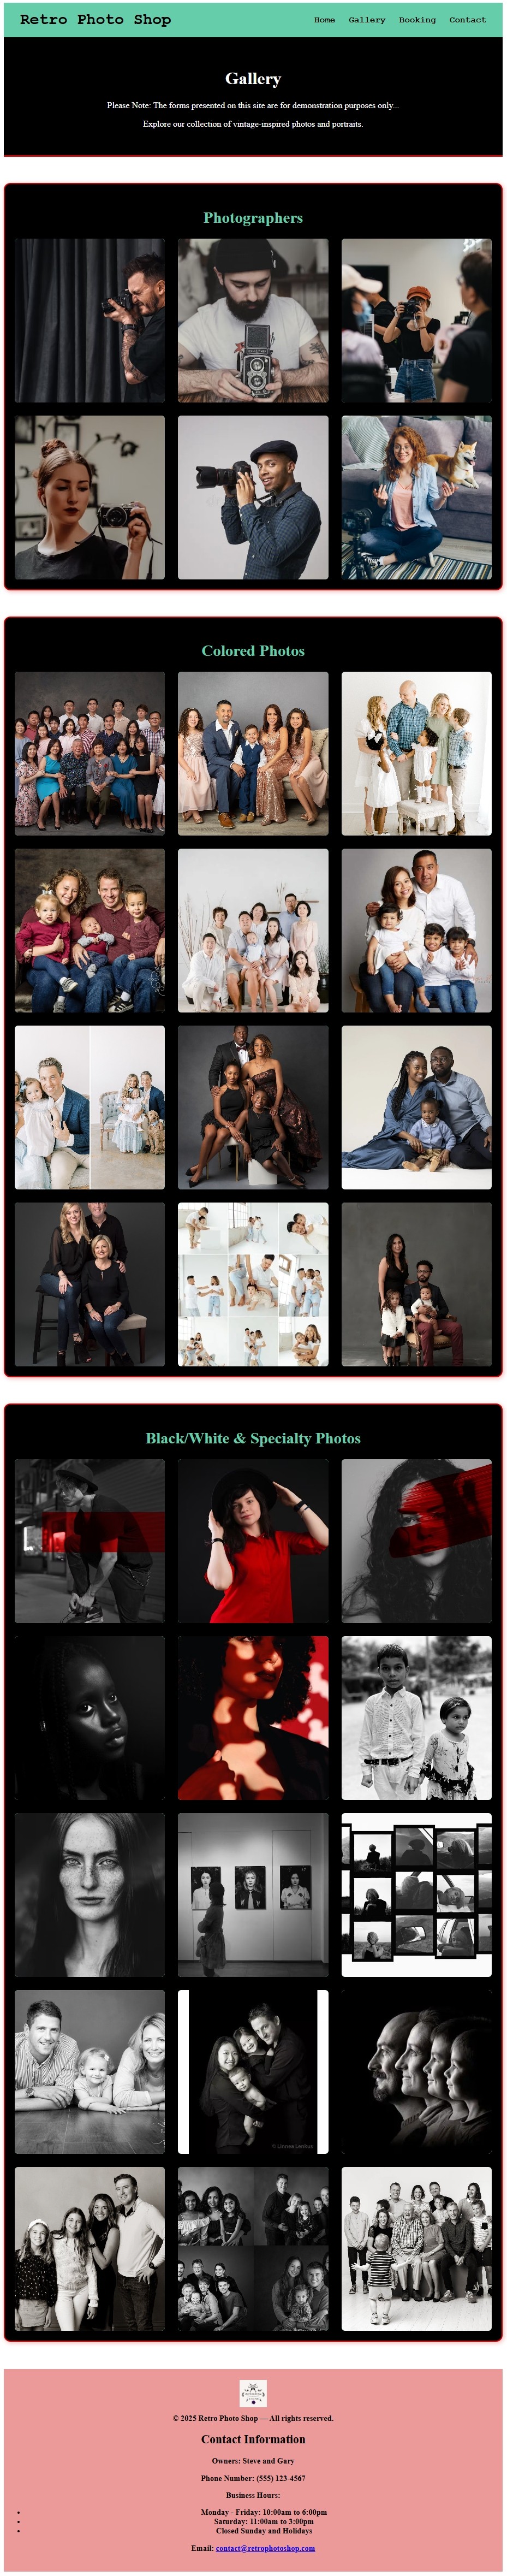 Retro Photo Shop
Home Gallery Booking Contact
Gallery
Please Note: The forms presented on this site are for demonstration purposes only...
Explore our collection of vintage-inspired photos and portraits.
Photographers
Colored Photos
Black/White & Specialty Photos
© 2025 Retro Photo Shop — All rights reserved.
Contact Information
Owners: Steve and Gary
Phone Number: (555) 123-4567
Business Hours:
Monday - Friday: 10:00am to 6:00pm
Saturday: 11:00am to 3:00pm
Closed Sunday and Holidays
Email: contact@retrophotoshop.com